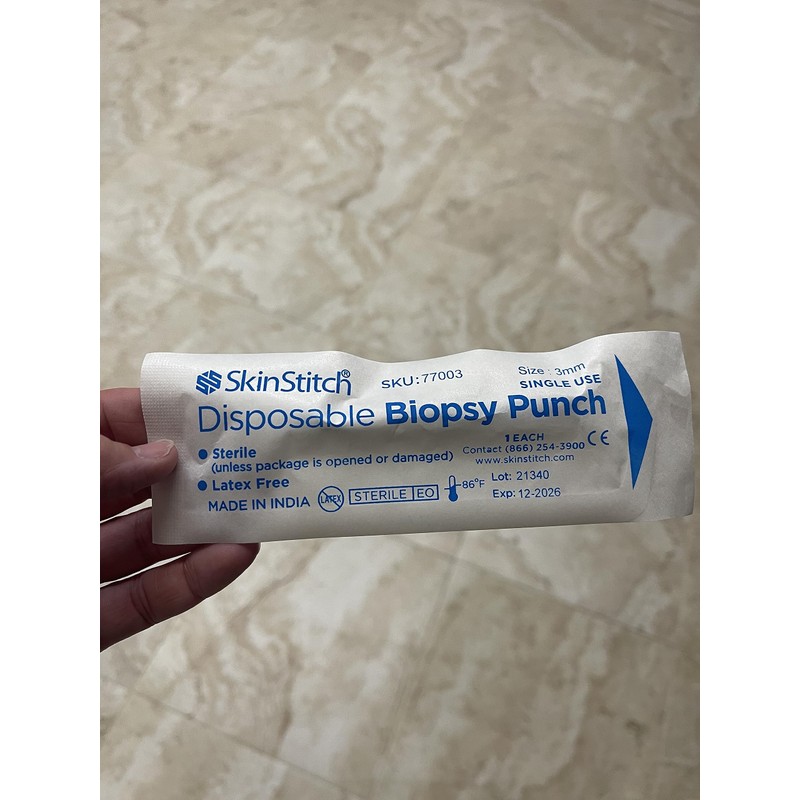 SkinStitch® SKU:77003 Size : 3mm
SINGLE USE
Disposable Biopsy Punch
1 EACH
Contact (866) 254-3900 CE
www.skinstitch.com
• Sterile
(unless package is opened or damaged)
• Latex Free
Lot: 21340
Exp: 12-2026
MADE IN INDIA LATEX STERILE EO 86°F